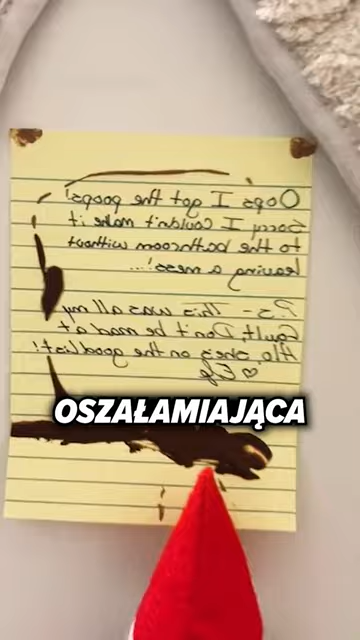 Oops I got the poops!
Sorry I couldn't make it
to the bathroom without
leaving a mess!...
P.S - This was all my
fault, Don't be mad at
she's on the good list!
♡ Elf
OSZAŁAMIAJĄCA